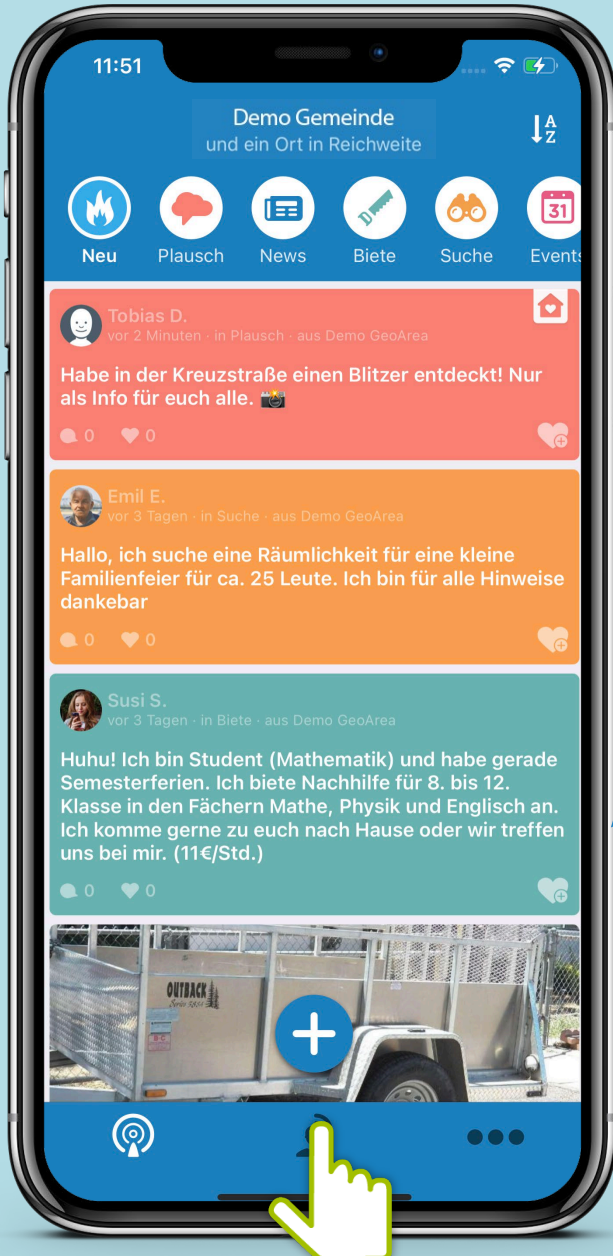 11:51
Demo Gemeinde
und ein Ort in Reichweite
A
Z
31
Neu Plausch News Biete Suche Events
Tobias D.
vor 2 Minuten · in Plausch · aus Demo GeoArea
Habe in der Kreuzstraße einen Blitzer entdeckt! Nur
als Info für euch alle. 📸
0 0
Emil E.
vor 3 Tagen · in Suche · aus Demo GeoArea
Hallo, ich suche eine Räumlichkeit für eine kleine
Familienfeier für ca. 25 Leute. Ich bin für alle Hinweise
dankebar
0 0
Susi S.
vor 3 Tagen · in Biete · aus Demo GeoArea
Huhu! Ich bin Student (Mathematik) und habe gerade
Semesterferien. Ich biete Nachhilfe für 8. bis 12.
Klasse in den Fächern Mathe, Physik und Englisch an.
Ich komme gerne zu euch nach Hause oder wir treffen
uns bei mir. (11€/Std.)
0 0
OUTBACK